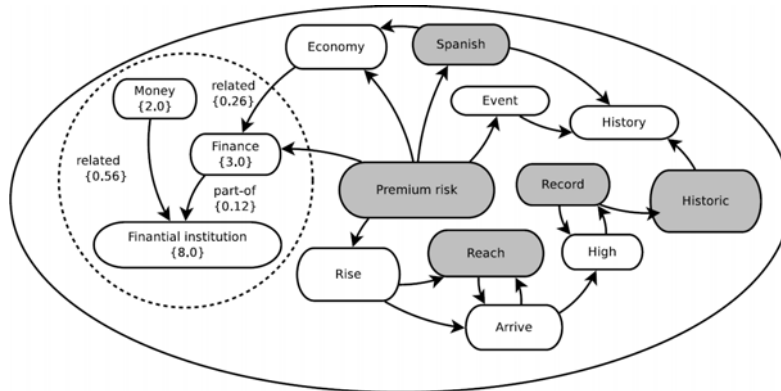 Economy
Spanish
related
{0.26}
Money
{2.0}
Event
History
related
{0.56}
Finance
{3.0}
part-of
{0.12}
Premium risk
Record
Historic
Finantial institution
{8.0}
Rise
Reach
High
Arrive